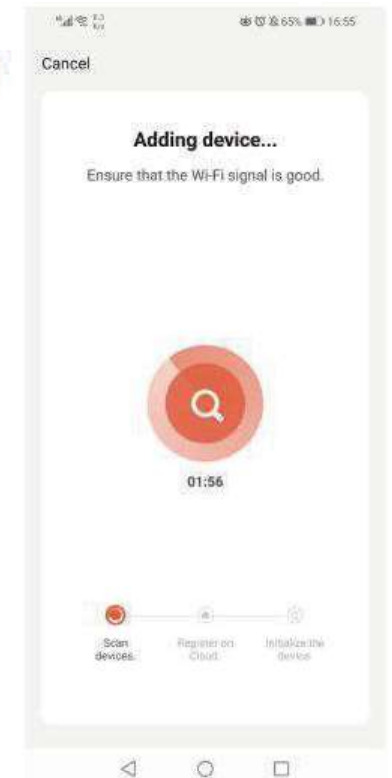 65% 16:55
Cancel
Adding device...
Ensure that the Wi-Fi signal is good.
01:56
Scan
devices.
Register on
Cloud.
Initialize the
device.